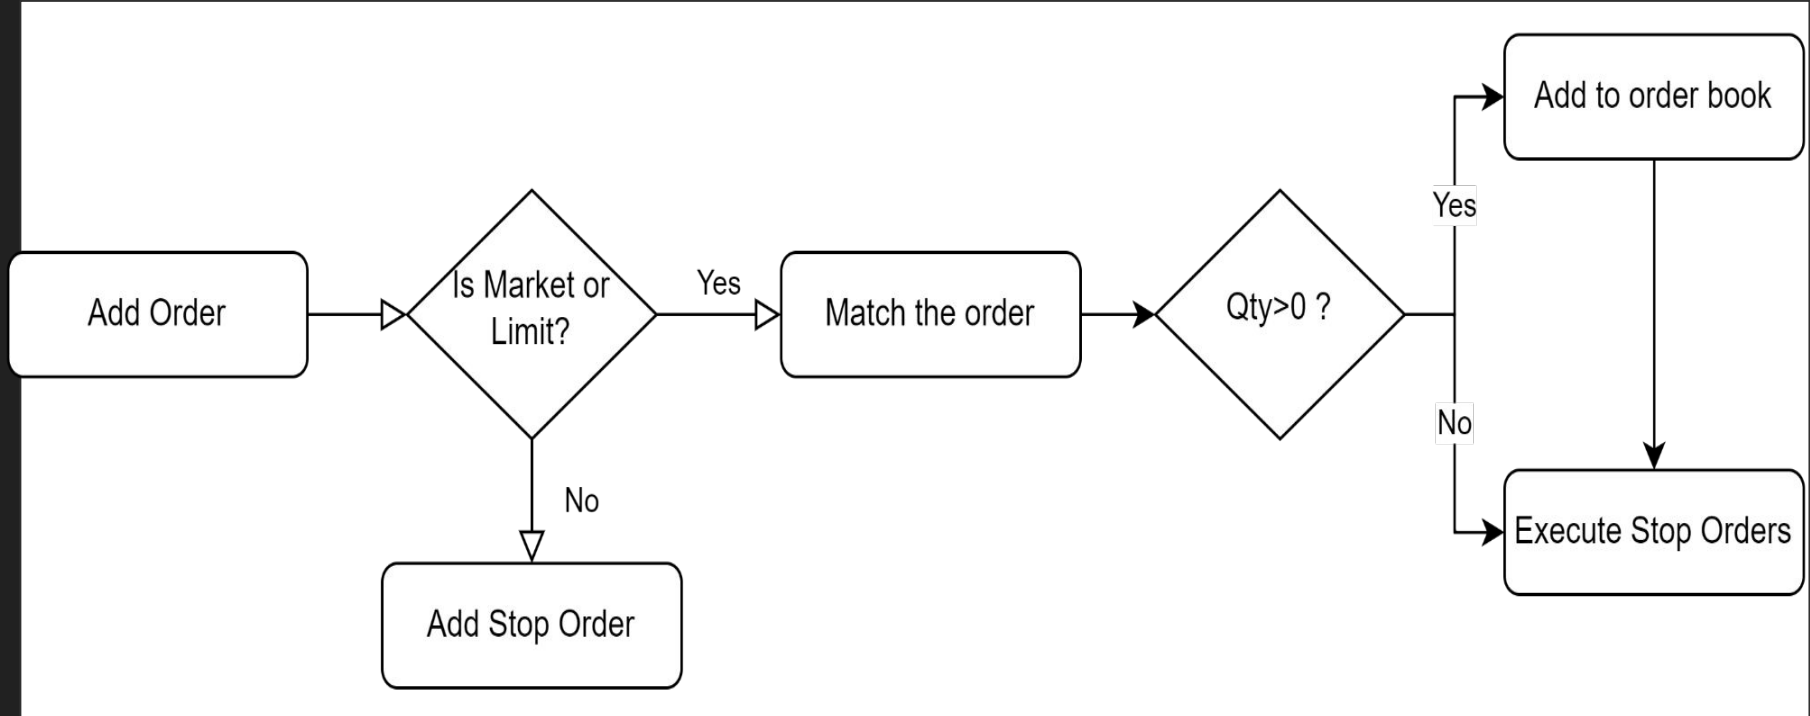 Add Order
Is Market or
Limit?
Yes
Match the order
Qty>0 ?
Yes
Add to order book
No
Execute Stop Orders
No
Add Stop Order